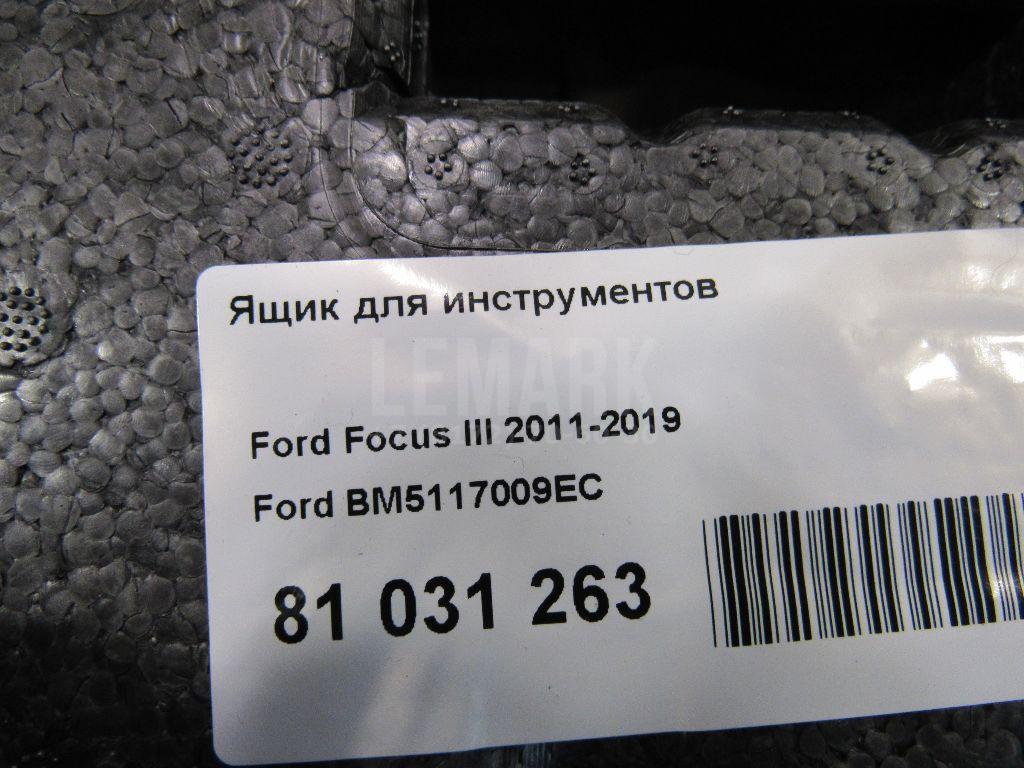 Ящик для инструментов
LEMARK
Ford Focus III 2011-2019
Ford BM5117009EC
81 031 263